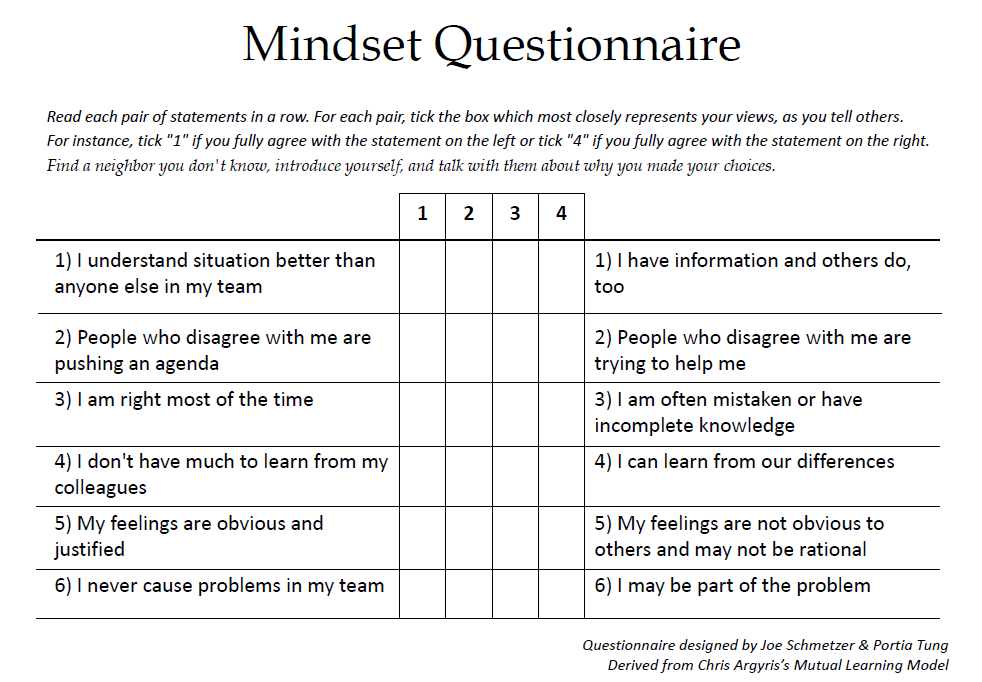 Mindset Questionnaire
Read each pair of statements in a row. For each pair, tick the box which most closely represents your views, as you tell others.
For instance, tick "1" if you fully agree with the statement on the left or tick "4" if you fully agree with the statement on the right.
Find a neighbor you don't know, introduce yourself, and talk with them about why you made your choices.
1 2 3 4
1) I understand situation better than
anyone else in my team
1) I have information and others do,
too
2) People who disagree with me are
pushing an agenda
2) People who disagree with me are
trying to help me
3) I am right most of the time
3) I am often mistaken or have
incomplete knowledge
4) I don't have much to learn from my
colleagues
4) I can learn from our differences
5) My feelings are obvious and
justified
5) My feelings are not obvious to
others and may not be rational
6) I never cause problems in my team
6) I may be part of the problem
Questionnaire designed by Joe Schmetzer & Portia Tung
Derived from Chris Argyris's Mutual Learning Model